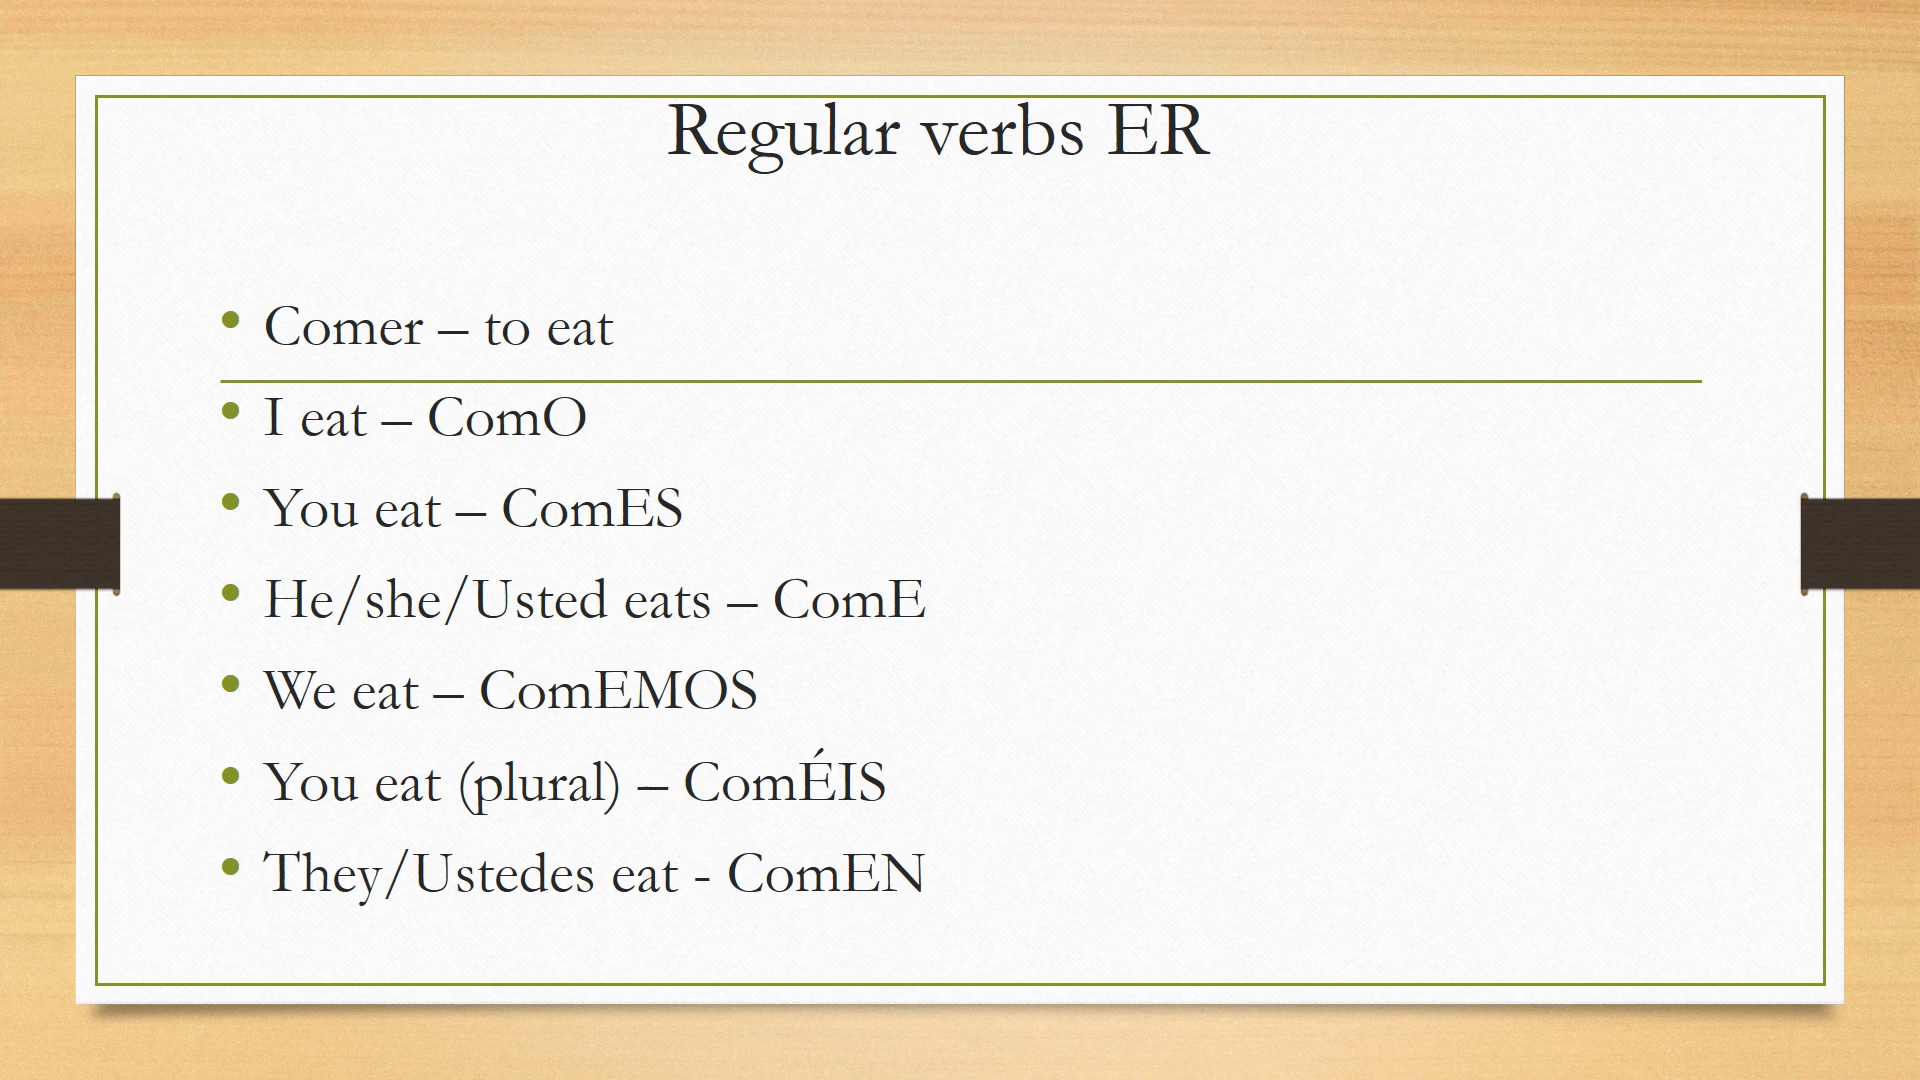 Regular verbs ER
• Comer – to eat
• I eat – ComO
• You eat – ComES
• He/she/Usted eats – ComE
• We eat – ComEMOS
• You eat (plural) – ComÉIS
• They/Ustedes eat - ComEN